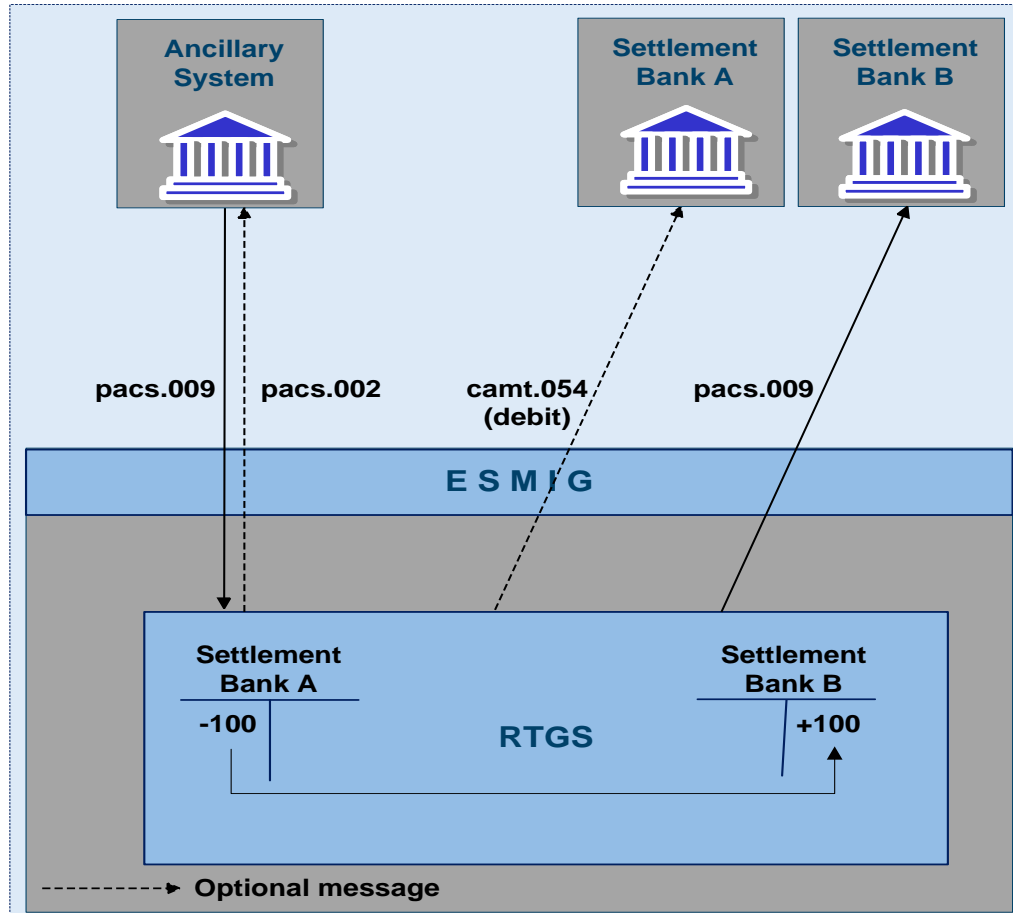 Ancillary
System
Settlement
Bank A
Settlement
Bank B
pacs.009
pacs.002
camt.054
(debit)
pacs.009
E S M I G
Settlement
Bank A
Settlement
Bank B
-100
RTGS
+100
Optional message